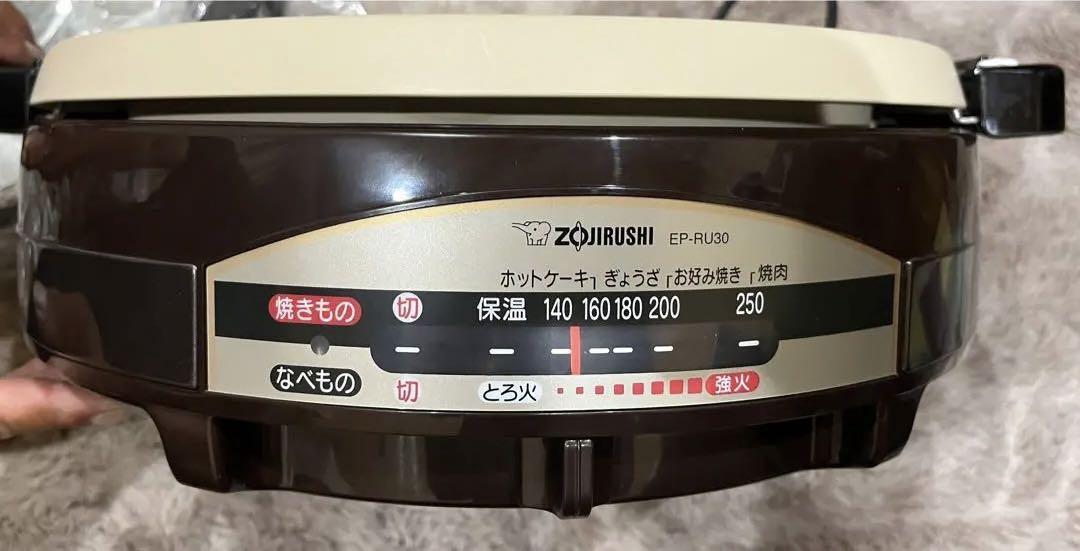 ZOJIRUSHI EP-RU30
ホットケーキ┐ ぎょうざ ┌お好み焼き ┌焼肉
焼きもの 切 保温 140 160 180 200 250
なべもの 切 とろ火 強火